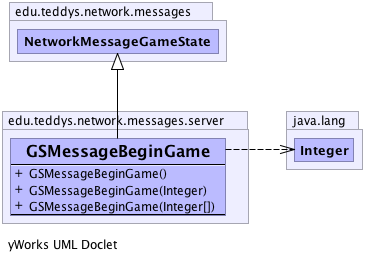 edu.teddys.network.messages
NetworkMessageGameState
edu.teddys.network.messages.server
GSMessageBeginGame
+ GSMessageBeginGame()
+ GSMessageBeginGame(Integer)
+ GSMessageBeginGame(Integer[])
java.lang
Integer
yWorks UML Doclet